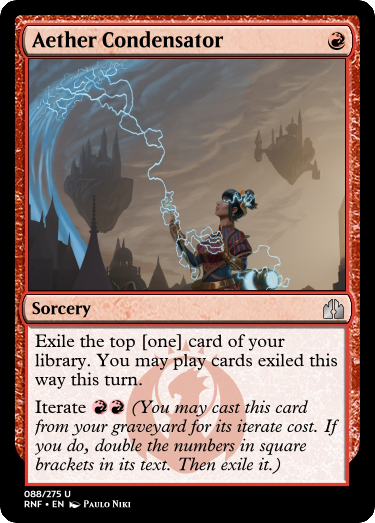 Aether Condensator
Sorcery
Exile the top [one] card of your
library. You may play cards exiled this
way this turn.
Iterate (You may cast this card
from your graveyard for its iterate cost. If
you do, double the numbers in square
brackets in its text. Then exile it.)
088/275 U
RNF • EN Paulo Niki